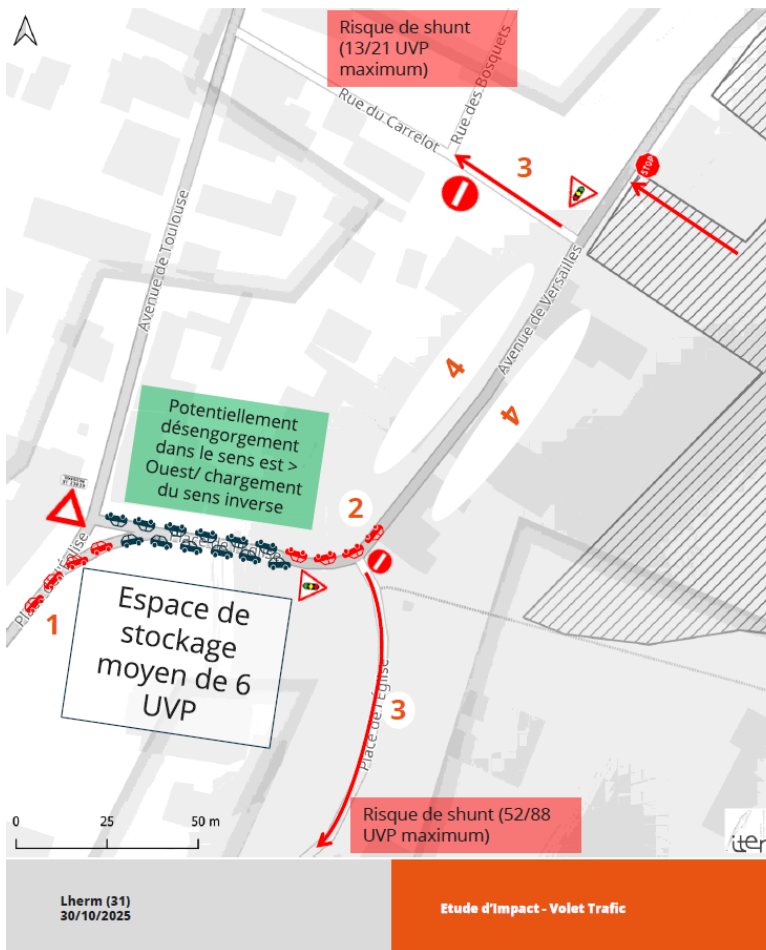 Risque de shunt
(13/21 UVP
maximum)
Rue des Bosquets
Rue du Carrelot
3
STOP
Avenue de Toulouse
Avenue de Versailles
4
4
Potentiellement
désengorgement
dans le sens est >
Ouest/ chargement
du sens inverse
2
1
Espace de
stockage
moyen de 6
UVP
3
Place de l'Église
0
25
50 m
Risque de shunt (52/88
UVP maximum)
iter
Lherm (31)
30/10/2025
Etude d'Impact - Volet Trafic